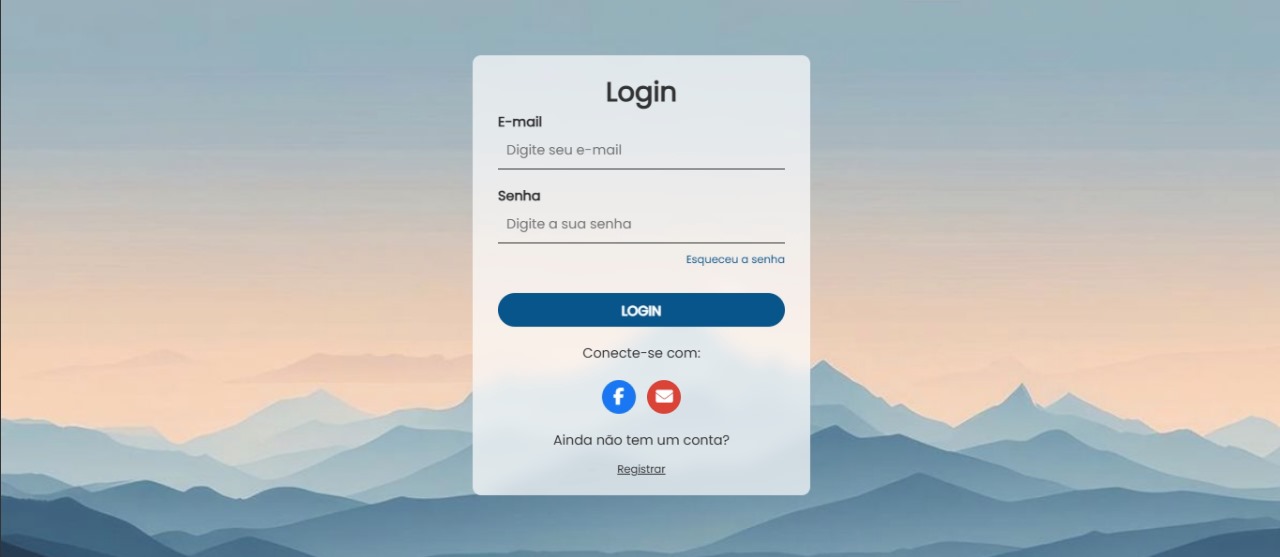 Login
E-mail
Digite seu e-mail
Senha
Digite a sua senha
Esqueceu a senha
LOGIN
Conecte-se com:
Ainda não tem um conta?
Registrar